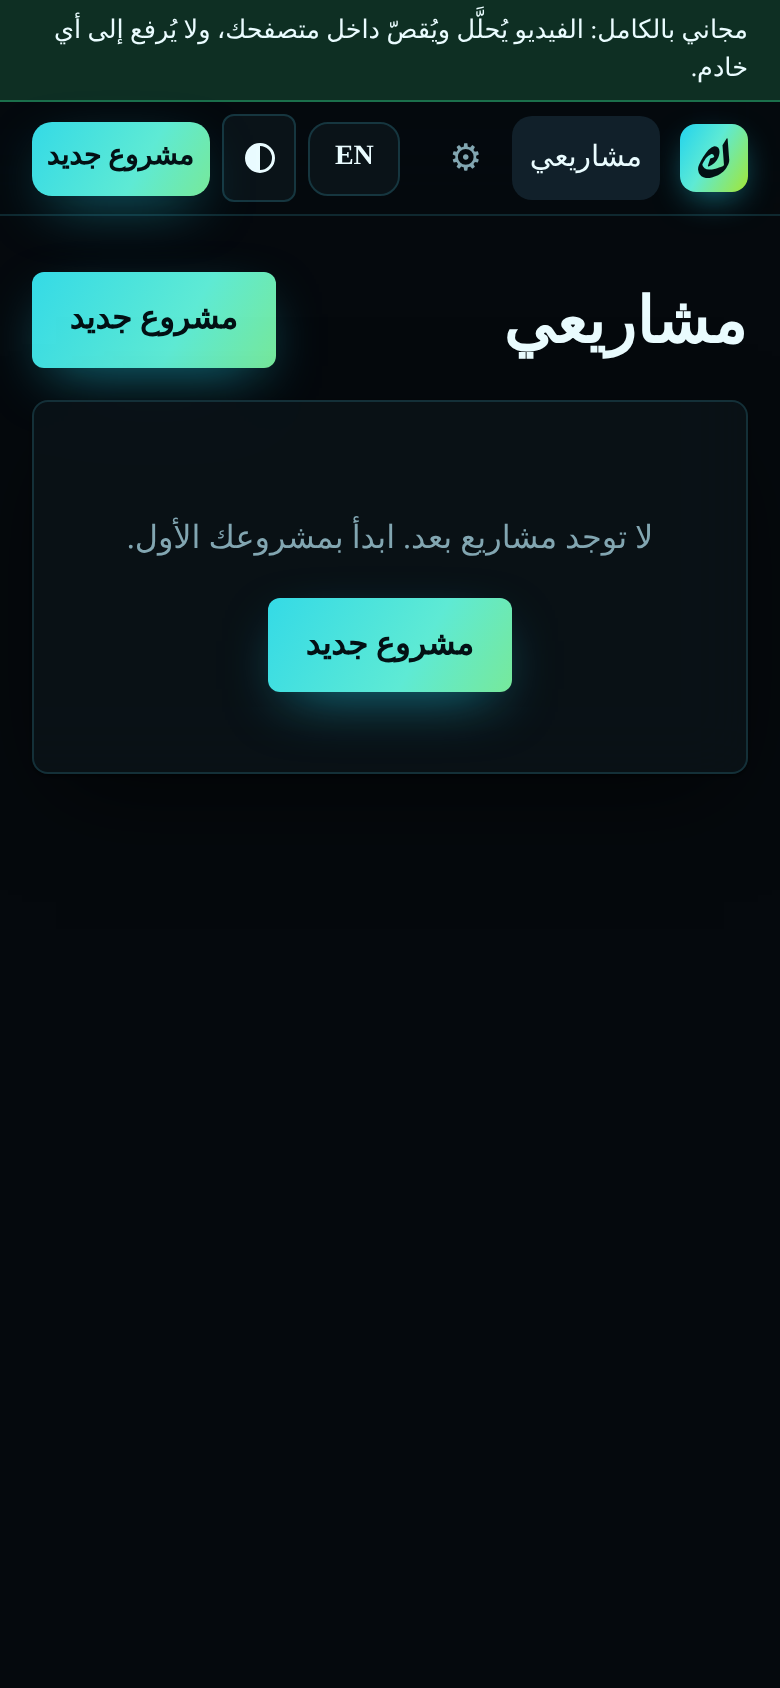 مجاني بالكامل: الفيديو يُحلَّل ويُقصّ داخل متصفحك، ولا يُرفع إلى أي
خادم.
ك
مشاريعي
EN
مشروع جديد
مشاريعي
مشروع جديد
لا توجد مشاريع بعد. ابدأ بمشروعك الأول.
مشروع جديد